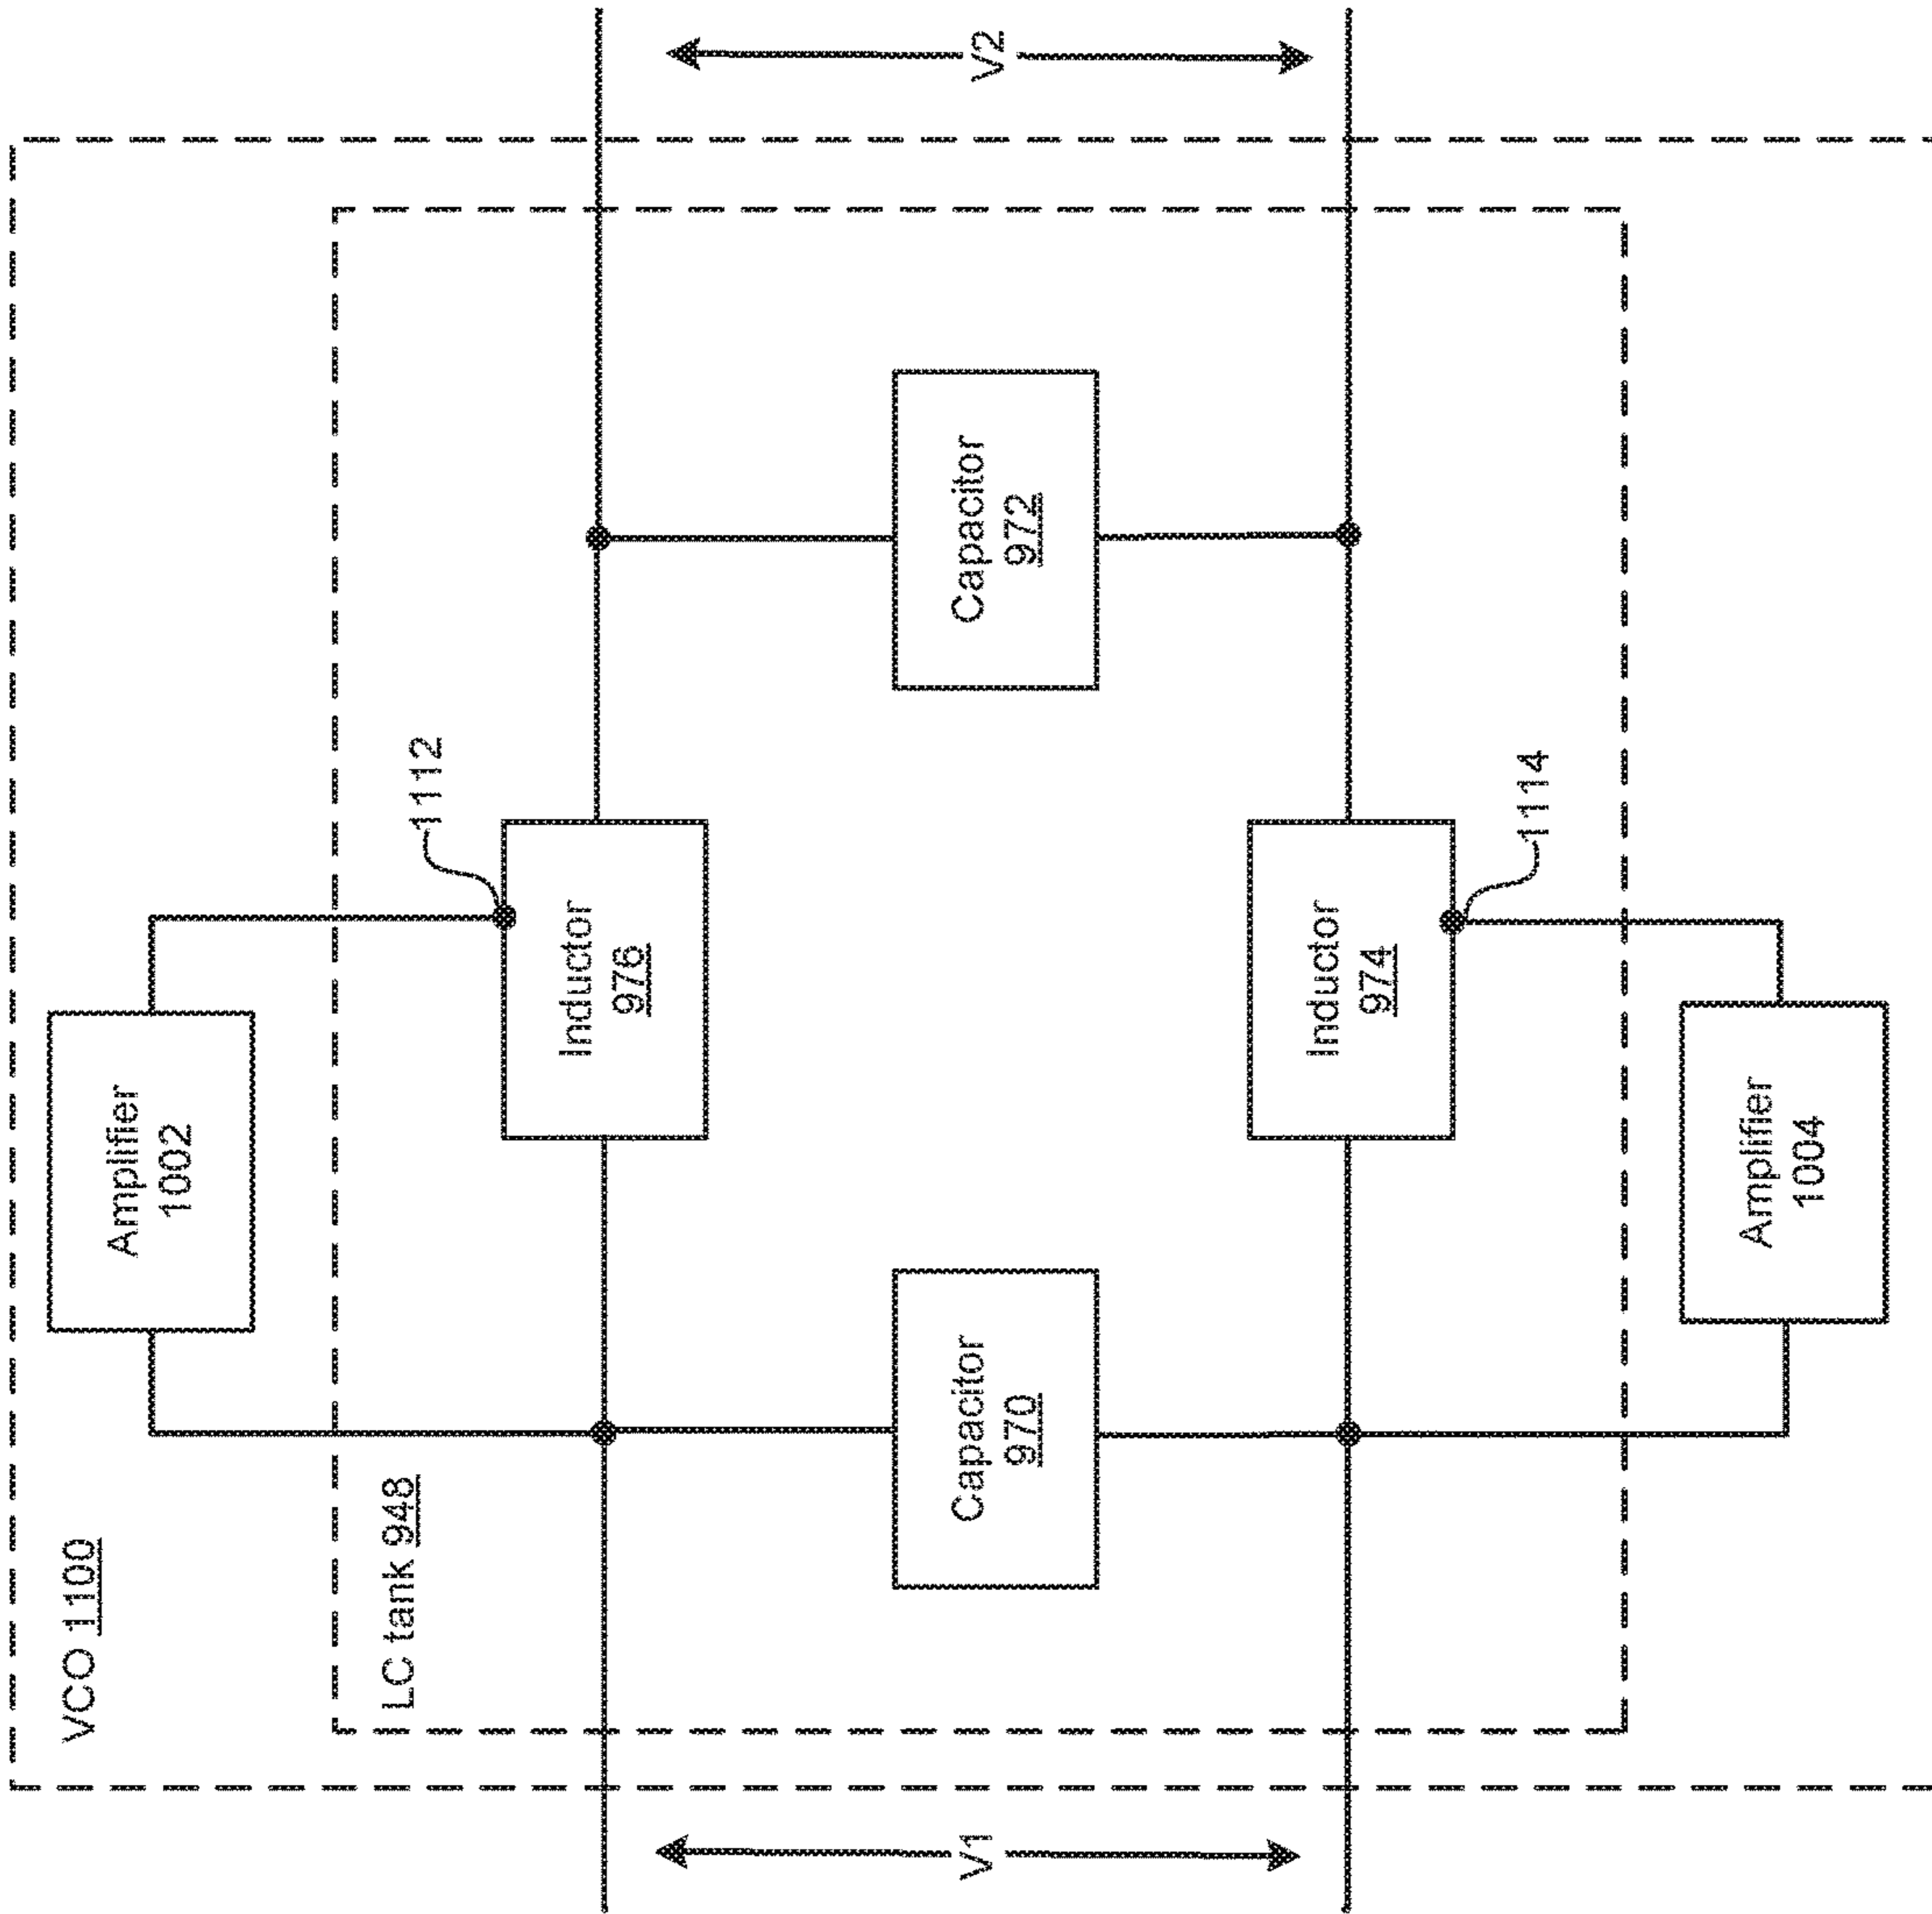 VCO 1100
LC tank 948
Amplifier
1002
1112
Inductor
976
V1
Capacitor
970
Capacitor
972
V2
Inductor
974
1114
Amplifier
1004